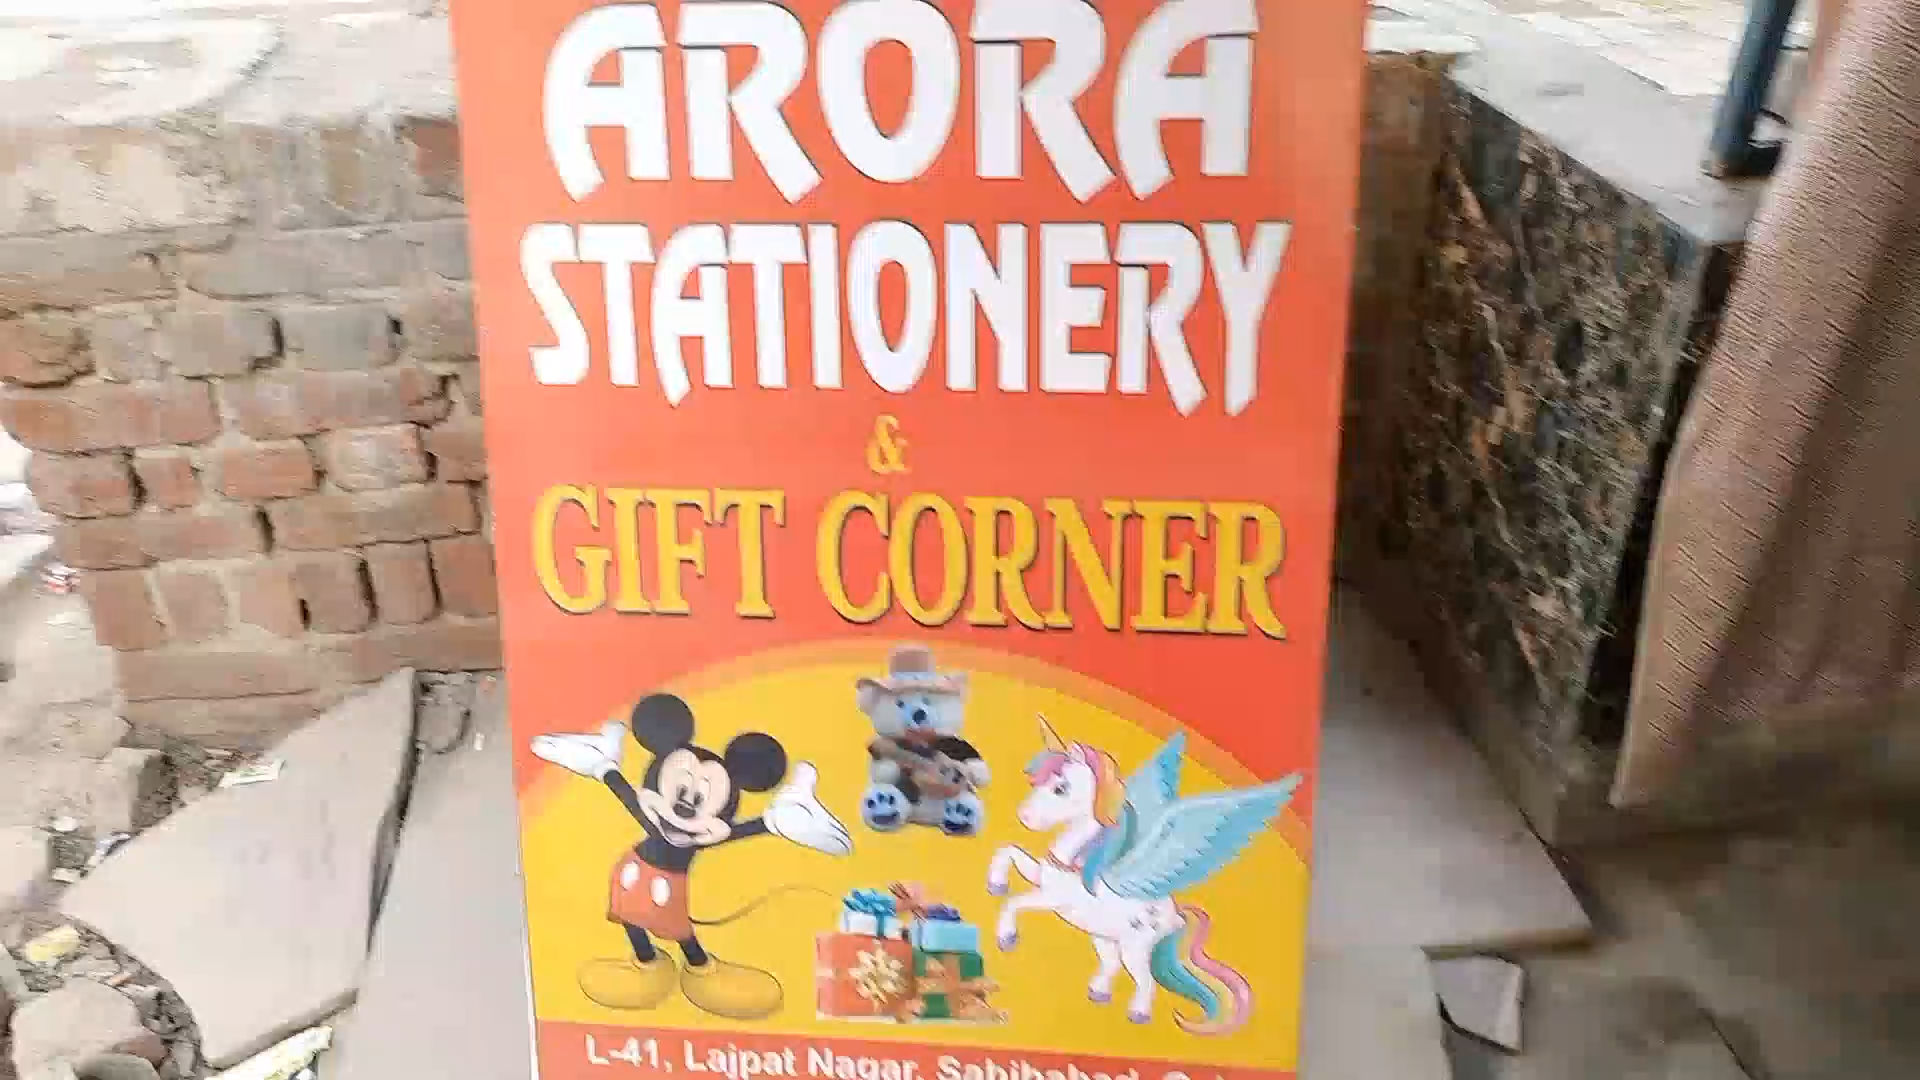 ARORA
STATIONERY
&
GIFT CORNER
L-41, Lajpat Nagar, Sahibabad,